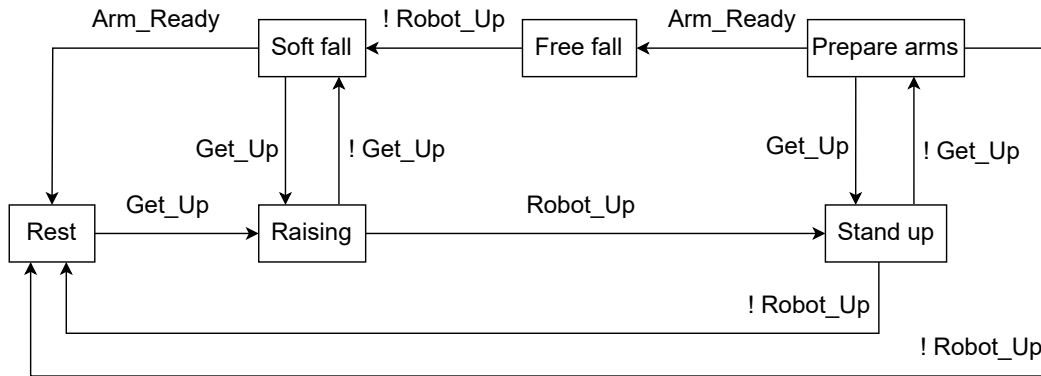 Arm_Ready
! Robot_Up
Arm_Ready
Soft fall
Free fall
Prepare arms
Get_Up
! Get_Up
Get_Up
! Get_Up
Get_Up
Robot_Up
Rest
Raising
Stand up
! Robot_Up
! Robot_Up